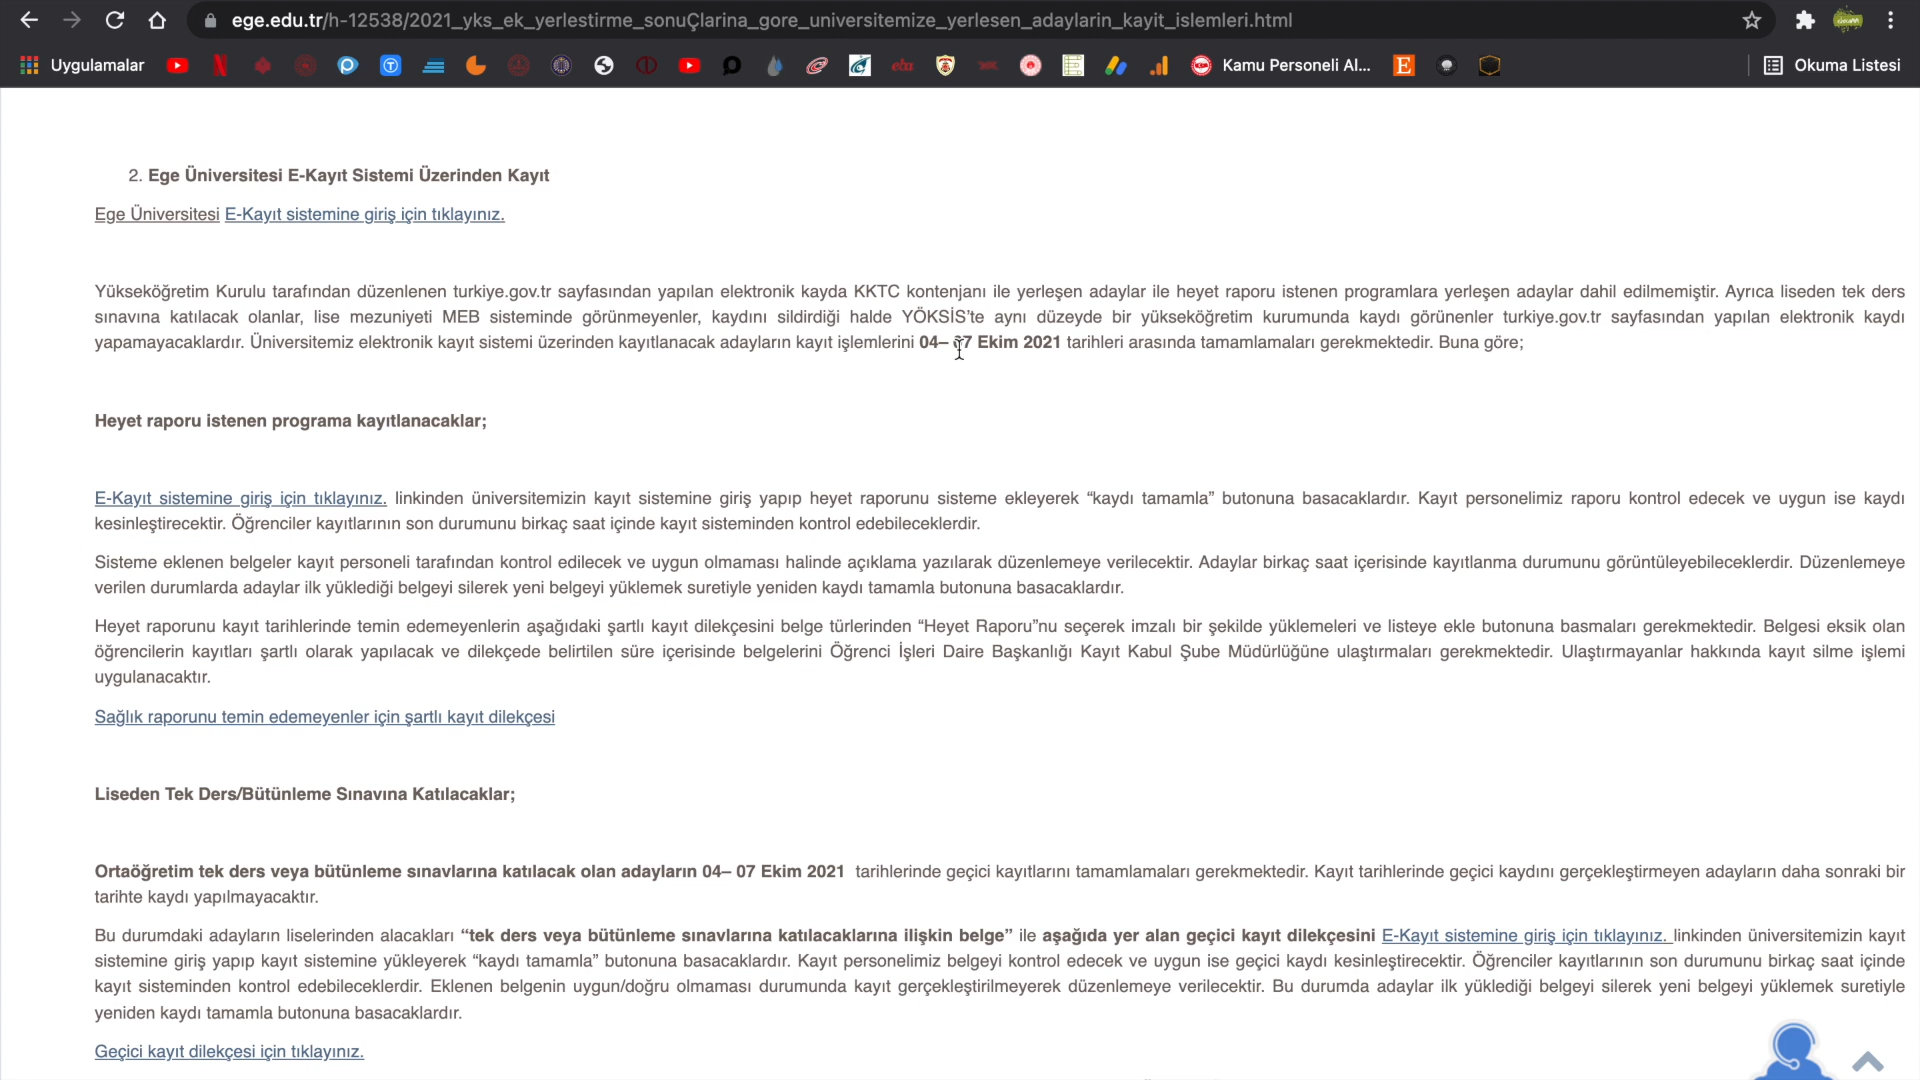 ege.edu.tr/h-12538/2021_yks_ek_yerlestirme_sonuÇlarina_gore_universitemize_yerlesen_adaylarin_kayit_islemleri.html
Uygulamalar
Kamu Personeli Al...
Okuma Listesi
2. Ege Üniversitesi E-Kayıt Sistemi Üzerinden Kayıt
Ege Üniversitesi E-Kayıt sistemine giriş için tıklayınız.
Yükseköğretim Kurulu tarafından düzenlenen turkiye.gov.tr sayfasından yapılan elektronik kayda KKTC kontenjanı ile yerleşen adaylar ile heyet raporu istenen programlara yerleşen adaylar dahil edilmemiştir. Ayrıca liseden tek ders
sınavına katılacak olanlar, lise mezuniyeti MEB sisteminde görünmeyenler, kaydını sildirdiği halde YÖKSİS’te aynı düzeyde bir yükseköğretim kurumunda kaydı görünenler turkiye.gov.tr sayfasından yapılan elektronik kaydı
yapamayacaklardır. Üniversitemiz elektronik kayıt sistemi üzerinden kayıtlanacak adayların kayıt işlemlerini 04– 07 Ekim 2021 tarihleri arasında tamamlamaları gerekmektedir. Buna göre;
Heyet raporu istenen programa kayıtlanacaklar;
E-Kayıt sistemine giriş için tıklayınız. linkinden üniversitemizin kayıt sistemine giriş yapıp heyet raporunu sisteme ekleyerek “kaydı tamamla” butonuna basacaklardır. Kayıt personelimiz raporu kontrol edecek ve uygun ise kaydı
kesinleştirecektir. Öğrenciler kayıtlarının son durumunu birkaç saat içinde kayıt sisteminden kontrol edebileceklerdir.
Sisteme eklenen belgeler kayıt personeli tarafından kontrol edilecek ve uygun olmaması halinde açıklama yazılarak düzenlemeye verilecektir. Adaylar birkaç saat içerisinde kayıtlanma durumunu görüntüleyebileceklerdir. Düzenlemeye
verilen durumlarda adaylar ilk yüklediği belgeyi silerek yeni belgeyi yüklemek suretiyle yeniden kaydı tamamla butonuna basacaklardır.
Heyet raporunu kayıt tarihlerinde temin edemeyenlerin aşağıdaki şartlı kayıt dilekçesini belge türlerinden “Heyet Raporu”nu seçerek imzalı bir şekilde yüklemeleri ve listeye ekle butonuna basmaları gerekmektedir. Belgesi eksik olan
öğrencilerin kayıtları şartlı olarak yapılacak ve dilekçede belirtilen süre içerisinde belgelerini Öğrenci İşleri Daire Başkanlığı Kayıt Kabul Şube Müdürlüğüne ulaştırmaları gerekmektedir. Ulaştırmayanlar hakkında kayıt silme işlemi
uygulanacaktır.
Sağlık raporunu temin edemeyenler için şartlı kayıt dilekçesi
Liseden Tek Ders/Bütünleme Sınavına Katılacaklar;
Ortaöğretim tek ders veya bütünleme sınavlarına katılacak olan adayların 04– 07 Ekim 2021 tarihlerinde geçici kayıtlarını tamamlamaları gerekmektedir. Kayıt tarihlerinde geçici kaydını gerçekleştirmeyen adayların daha sonraki bir
tarihte kaydı yapılmayacaktır.
Bu durumdaki adayların liselerinden alacakları “tek ders veya bütünleme sınavlarına katılacaklarına ilişkin belge” ile aşağıda yer alan geçici kayıt dilekçesini E-Kayıt sistemine giriş için tıklayınız. linkinden üniversitemizin kayıt
sistemine giriş yapıp kayıt sistemine yükleyerek “kaydı tamamla” butonuna basacaklardır. Kayıt personelimiz belgeyi kontrol edecek ve uygun ise geçici kaydı kesinleştirecektir. Öğrenciler kayıtlarının son durumunu birkaç saat içinde
kayıt sisteminden kontrol edebileceklerdir. Eklenen belgenin uygun/doğru olmaması durumunda kayıt gerçekleştirilmeyerek düzenlemeye verilecektir. Bu durumda adaylar ilk yüklediği belgeyi silerek yeni belgeyi yüklemek suretiyle
yeniden kaydı tamamla butonuna basacaklardır.
Geçici kayıt dilekçesi için tıklayınız.